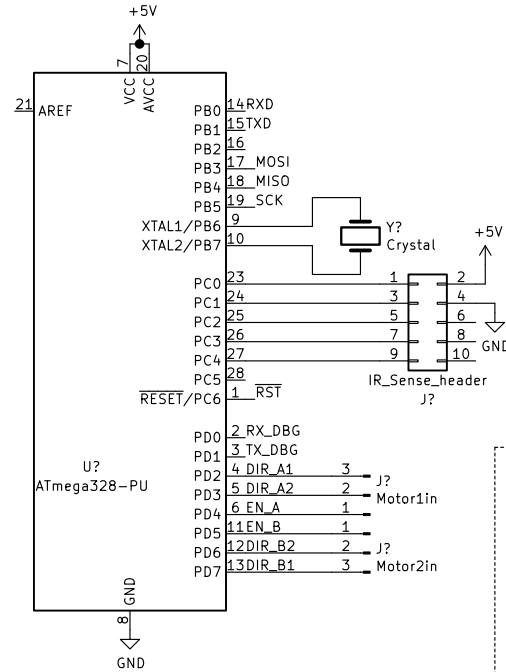 +5V
7
20
VCC
AVCC
21 AREF
PB0 14 RXD
PB1 15 TXD
PB2 16
PB3 17 MOSI
PB4 18 MISO
PB5 19 SCK
XTAL1/PB6 9
XTAL2/PB7 10
Y?
Crystal
+5V
PC0 23 1 2
PC1 24 3 4
PC2 25 5 6
PC3 26 7 8
GND
PC4 27 9 10
PC5 28
IR_Sense_header
RESET/PC6 1 RST
J?
PD0 2 RX_DBG
PD1 3 TX_DBG
PD2 4 DIR_A1 3
PD3 5 DIR_A2 2
PD4 6 EN_A 1
J?
Motor1in
U?
ATmega328-PU
PD5 11 EN_B 1
PD6 12 DIR_B2 2
PD7 13 DIR_B1 3
J?
Motor2in
GND
8
GND